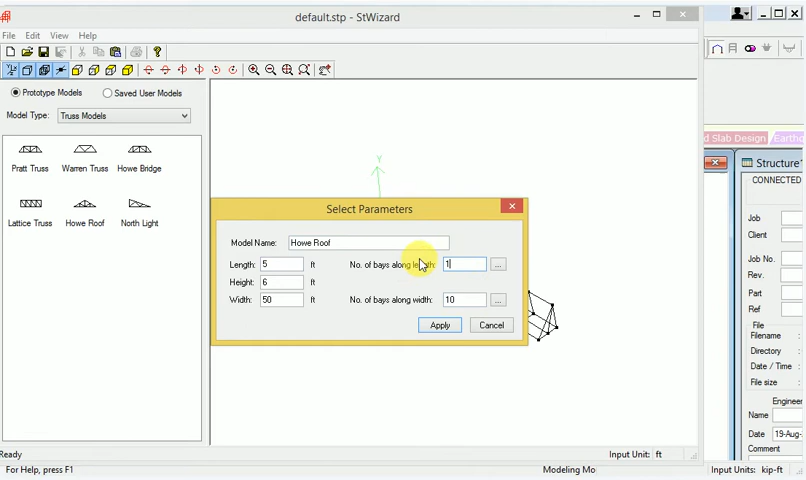 default.stp - StWizard
File Edit View Help
Prototype Models Saved User Models
Model Type: Truss Models
Pratt Truss Warren Truss Howe Bridge
Lattice Truss Howe Roof North Light
Y
Select Parameters
Model Name: Howe Roof
Length: 5 ft No. of bays along length: 1 ...
Height: 6 ft
Width: 50 ft No. of bays along width: 10 ...
Apply Cancel
d Slab Design Eartho
Structure1
CONNECTED
Job
Client
Job No.
Rev.
Part
Ref
File
Filename
Directory
Date / Time
File size
Engineer
Name
Date 19-Aug-
Comment
Ready Input Unit: ft
For Help, press F1 Modeling Mo Input Units: kip-ft